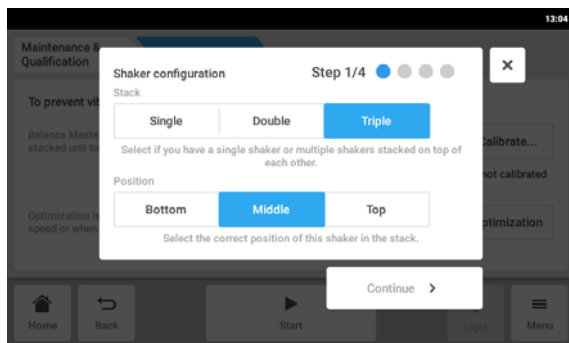 13:04
Maintenance &
Qualification
Shaker configuration
Step 1/4
Stack
To prevent vib
Single Double Triple
Balance Maste
stacked unit to
Calibrate...
Select if you have a single shaker or multiple shakers stacked on top of
each other.
not calibrated
Position
Bottom Middle Top
Optimization is
speed or when
ptimization
Select the correct position of this shaker in the stack.
Continue
Home Back Start Light Menu